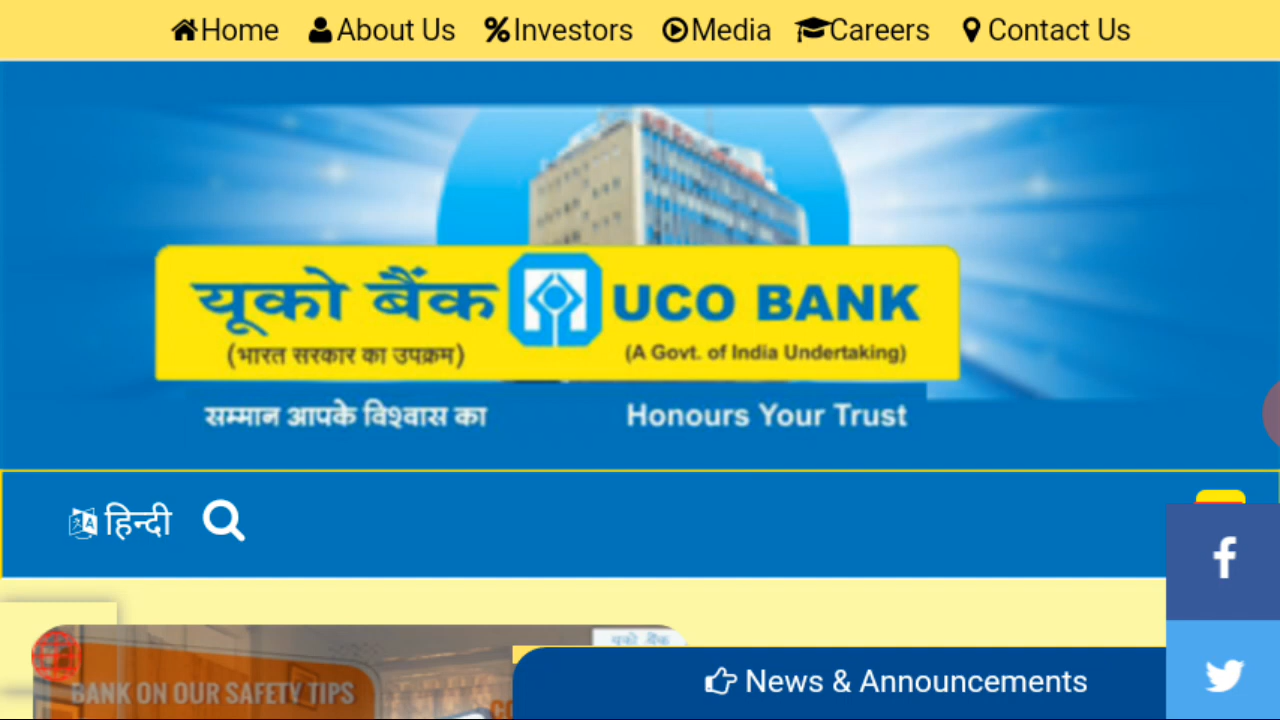 Home About Us Investors Media Careers Contact Us
यूको बैंक UCO BANK
(भारत सरकार का उपक्रम) (A Govt. of India Undertaking)
सम्मान आपके विश्वास का Honours Your Trust
हिन्दी
यूको बैंक
News & Announcements
BANK ON OUR SAFETY TIPS